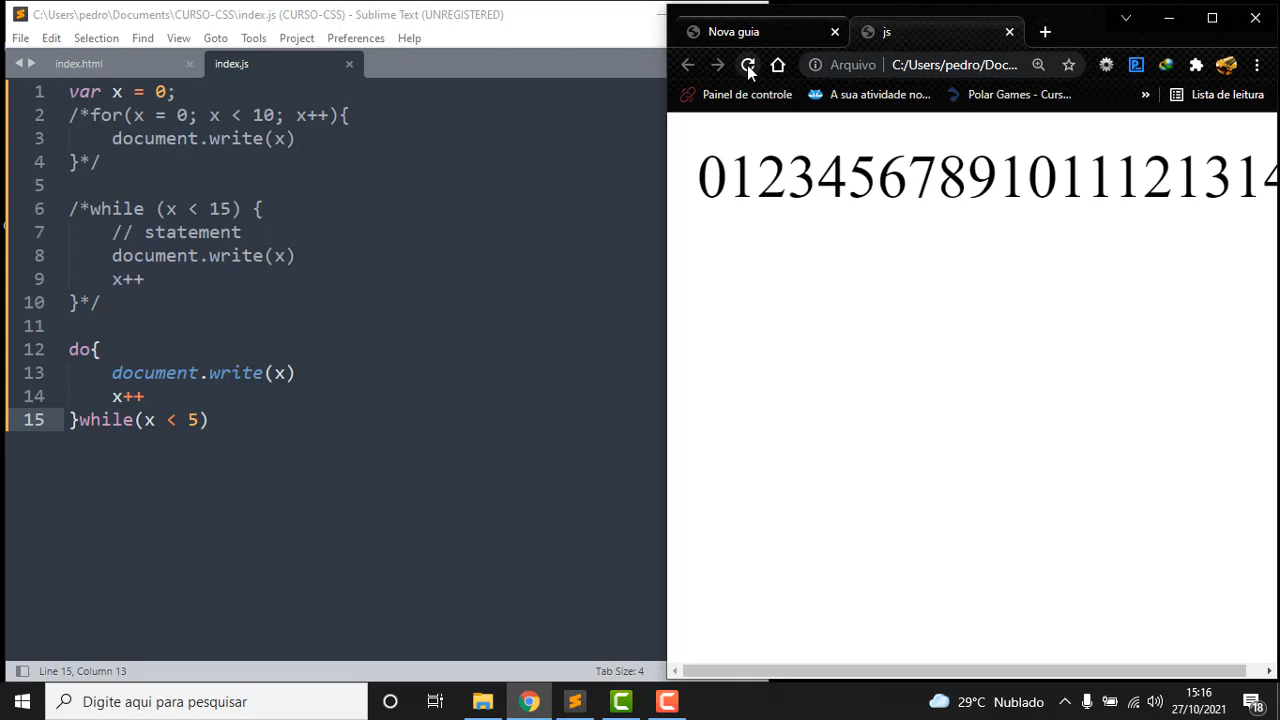 C:\Users\pedro\Documents\CURSO-CSS\index.js (CURSO-CSS) - Sublime Text (UNREGISTERED)
File Edit Selection View Goto Tools Project Preferences Help
index.html index.js
1 var x = 0;
2 /*for(x = 0; x < 10; x++){
3 document.write(x)
4 }*/
5
6 /*while (x < 15) {
7 // statement
8 document.write(x)
9 x++
10 }*/
11
12 do{
13 document.write(x)
14 x++
15 }while(x < 5)
Line 15, Column 13 Tab Size: 4
Nova guia js
Arquivo C:/Users/pedro/Doc...
Painel de controle A sua atividade no... Polar Games - Curs... » Lista de leitura
01234567891011121314
Digite aqui para pesquisar
29°C Nublado
15:16
27/10/2021
18